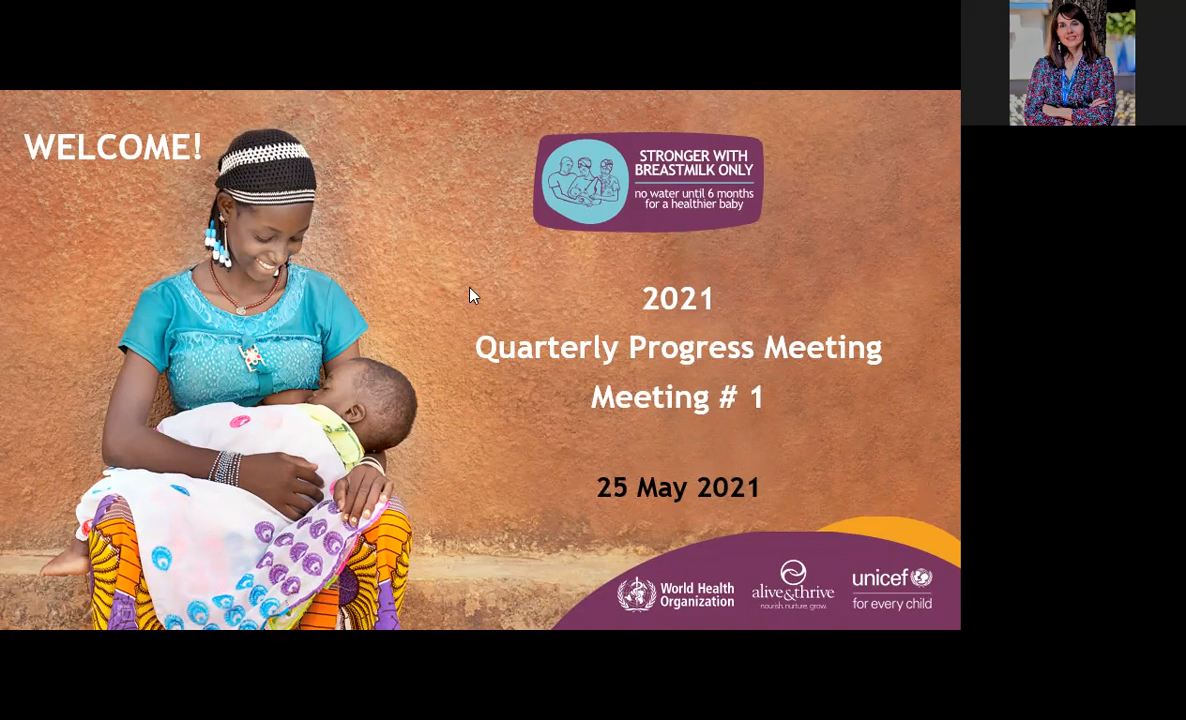 WELCOME!
STRONGER WITH
BREASTMILK ONLY
no water until 6 months
for a healthier baby
2021
Quarterly Progress Meeting
Meeting # 1
25 May 2021
World Health
Organization
alive&thrive
nourish. nurture. grow.
unicef
for every child